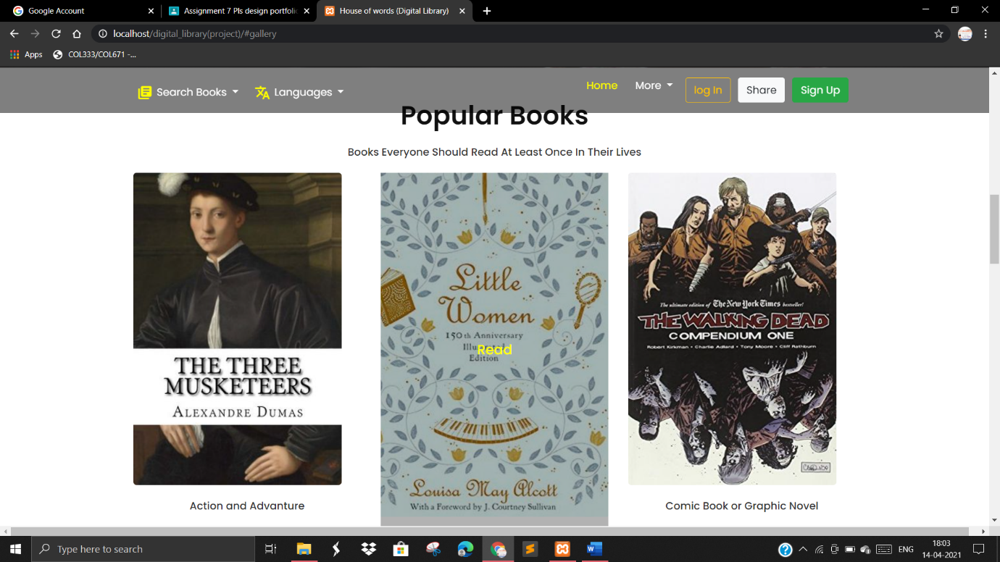 Google Account
Assignment 7 Pls design portfolio
House of words (Digital Library)
localhost/digital_library(project)/#gallery
Apps
COL333/COL671 -...
Search Books
Languages
Home
More
log In
Share
Sign Up
Popular Books
Books Everyone Should Read At Least Once In Their Lives
THE THREE
MUSKETEERS
ALEXANDRE DUMAS
Action and Advanture
Little
Women
150th Anniversary
Illustrated
Read
Edition
Louisa May Alcott
With a Foreword by J. Courtney Sullivan
The ultimate edition of The New York Times bestseller!
THE WALKING DEAD
COMPENDIUM ONE
Robert Kirkman • Charlie Adlard • Tony Moore • Cliff Rathburn
Comic Book or Graphic Novel
Type here to search
W
ENG
18:03
14-04-2021